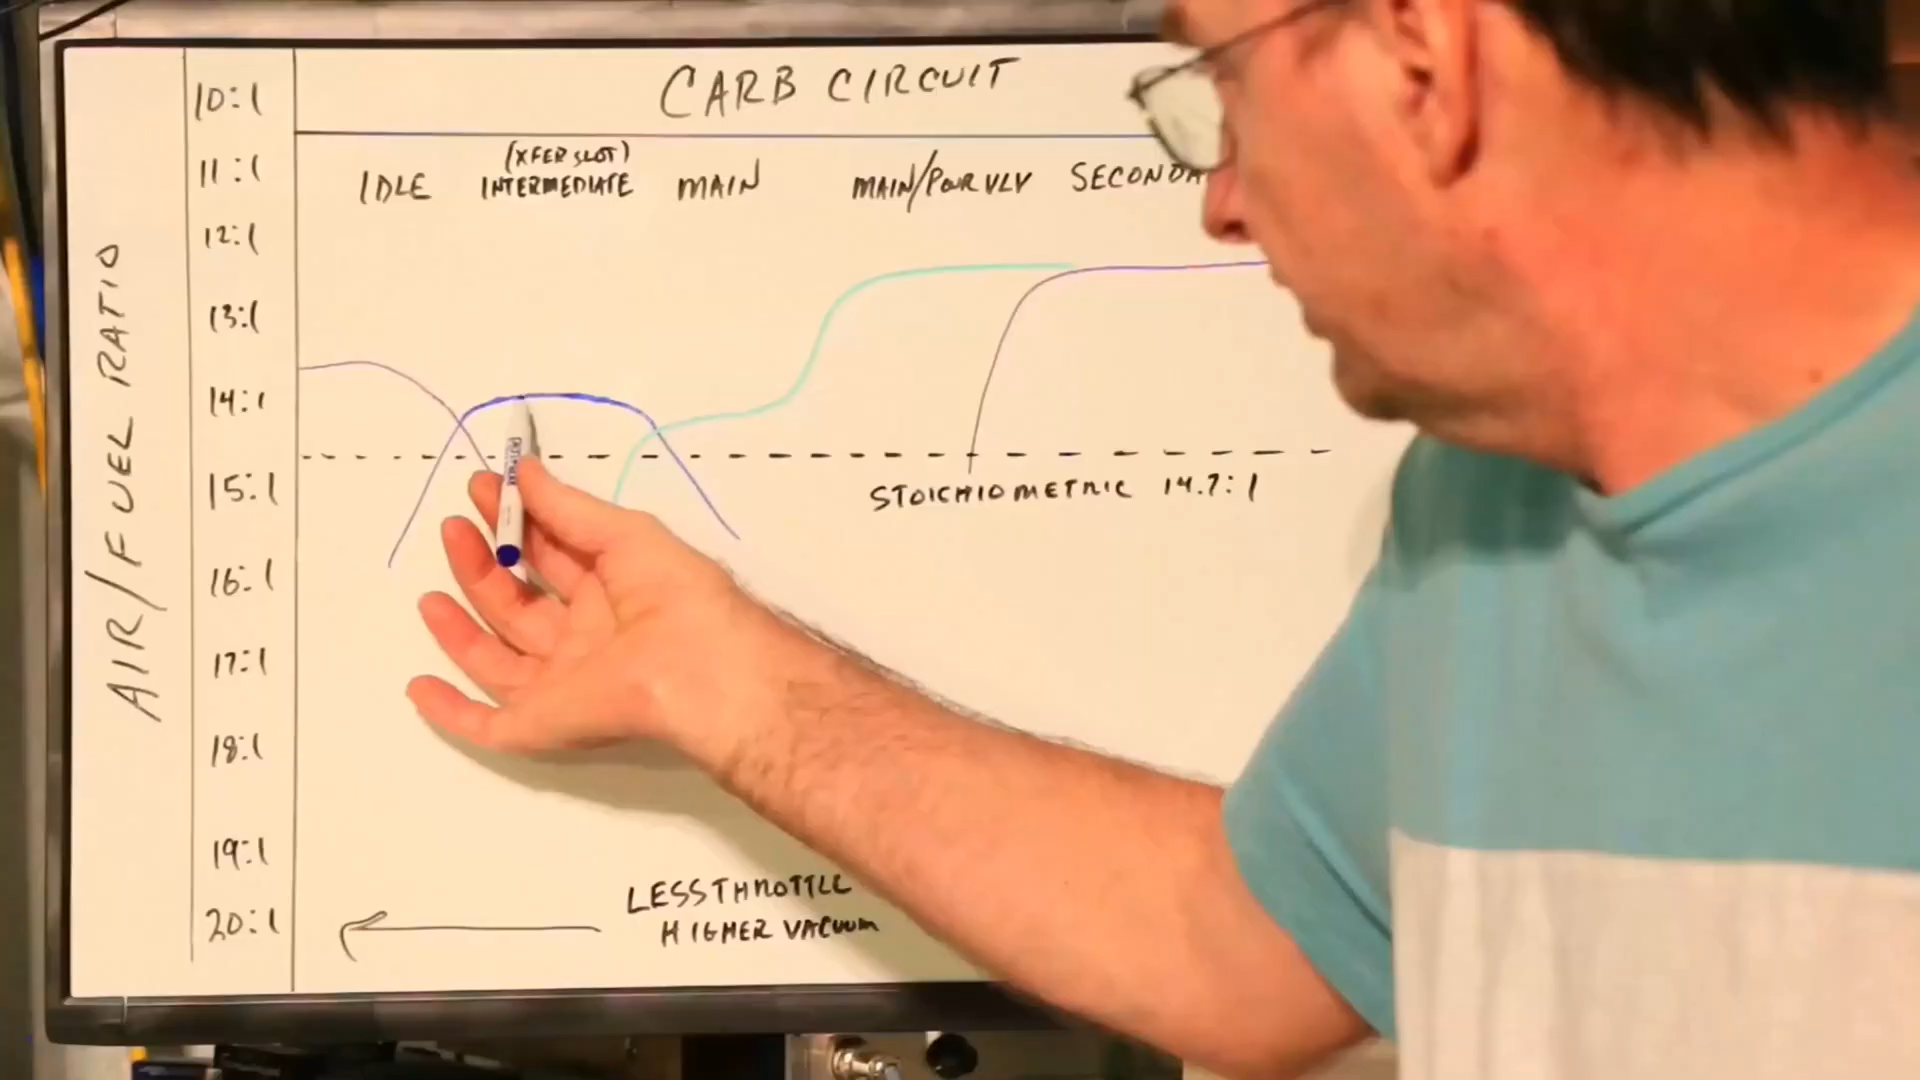 CARB CIRCUIT
AIR/FUEL RATIO
10:1
11:1
12:1
13:1
14:1
15:1
16:1
17:1
18:1
19:1
20:1
IDLE
(XFER SLOT)
INTERMEDIATE
MAIN
MAIN/POWR VLV
SECONDA
STOICHIOMETRIC 14.7:1
LESS THROTTLE
HIGHER VACUUM